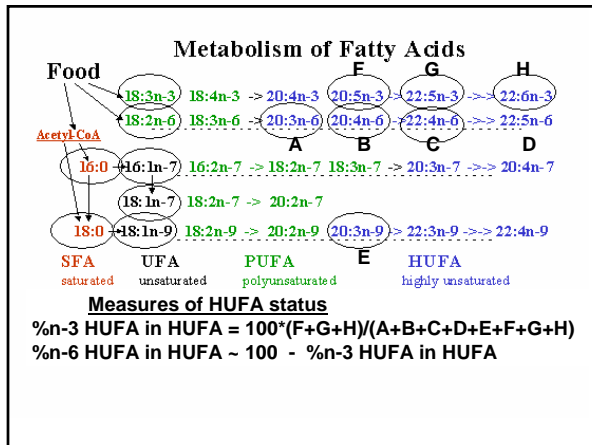 Metabolism of Fatty Acids
Food
F G H
18:3n-3 18:4n-3 -> 20:4n-3 20:5n-3 -> 22:5n-3 ->-> 22:6n-3
18:2n-6 18:3n-6 -> 20:3n-6 20:4n-6 -> 22:4n-6 ->-> 22:5n-6
Acetyl-CoA A B C D
16:0 16:1n-7 16:2n-7 -> 18:2n-7 18:3n-7 -> 20:3n-7 ->-> 20:4n-7
18:1n-7 18:2n-7 -> 20:2n-7
18:0 18:1n-9 18:2n-9 -> 20:2n-9 20:3n-9 -> 22:3n-9 ->-> 22:4n-9
E
SFA UFA PUFA HUFA
saturated unsaturated polyunsaturated highly unsaturated
Measures of HUFA status
%n-3 HUFA in HUFA = 100*(F+G+H)/(A+B+C+D+E+F+G+H)
%n-6 HUFA in HUFA ~ 100 - %n-3 HUFA in HUFA